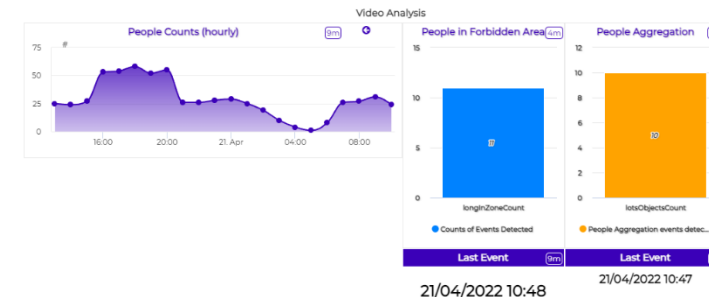 Video Analysis
People Counts (hourly) 9m
#
75
50
25
0
16:00 20:00 21. Apr 04:00 08:00
People in Forbidden Area 4m
15
10
5
0
11
longInZoneCount
Counts of Events Detected
People Aggregation
12
10
8
6
4
2
0
10
lotsObjectsCount
People Aggregation events detec...
Last Event 9m
21/04/2022 10:48
Last Event
21/04/2022 10:47